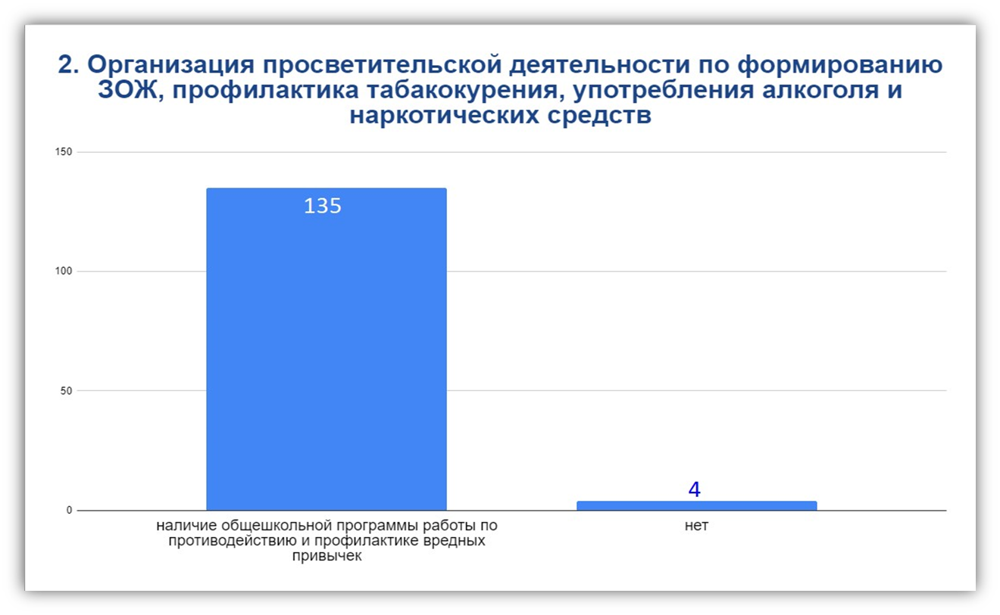 2. Организация просветительской деятельности по формированию
ЗОЖ, профилактика табакокурения, употребления алкоголя и
наркотических средств
150
135
100
50
4
0
наличие общешкольной программы работы по
противодействию и профилактике вредных
привычек
нет